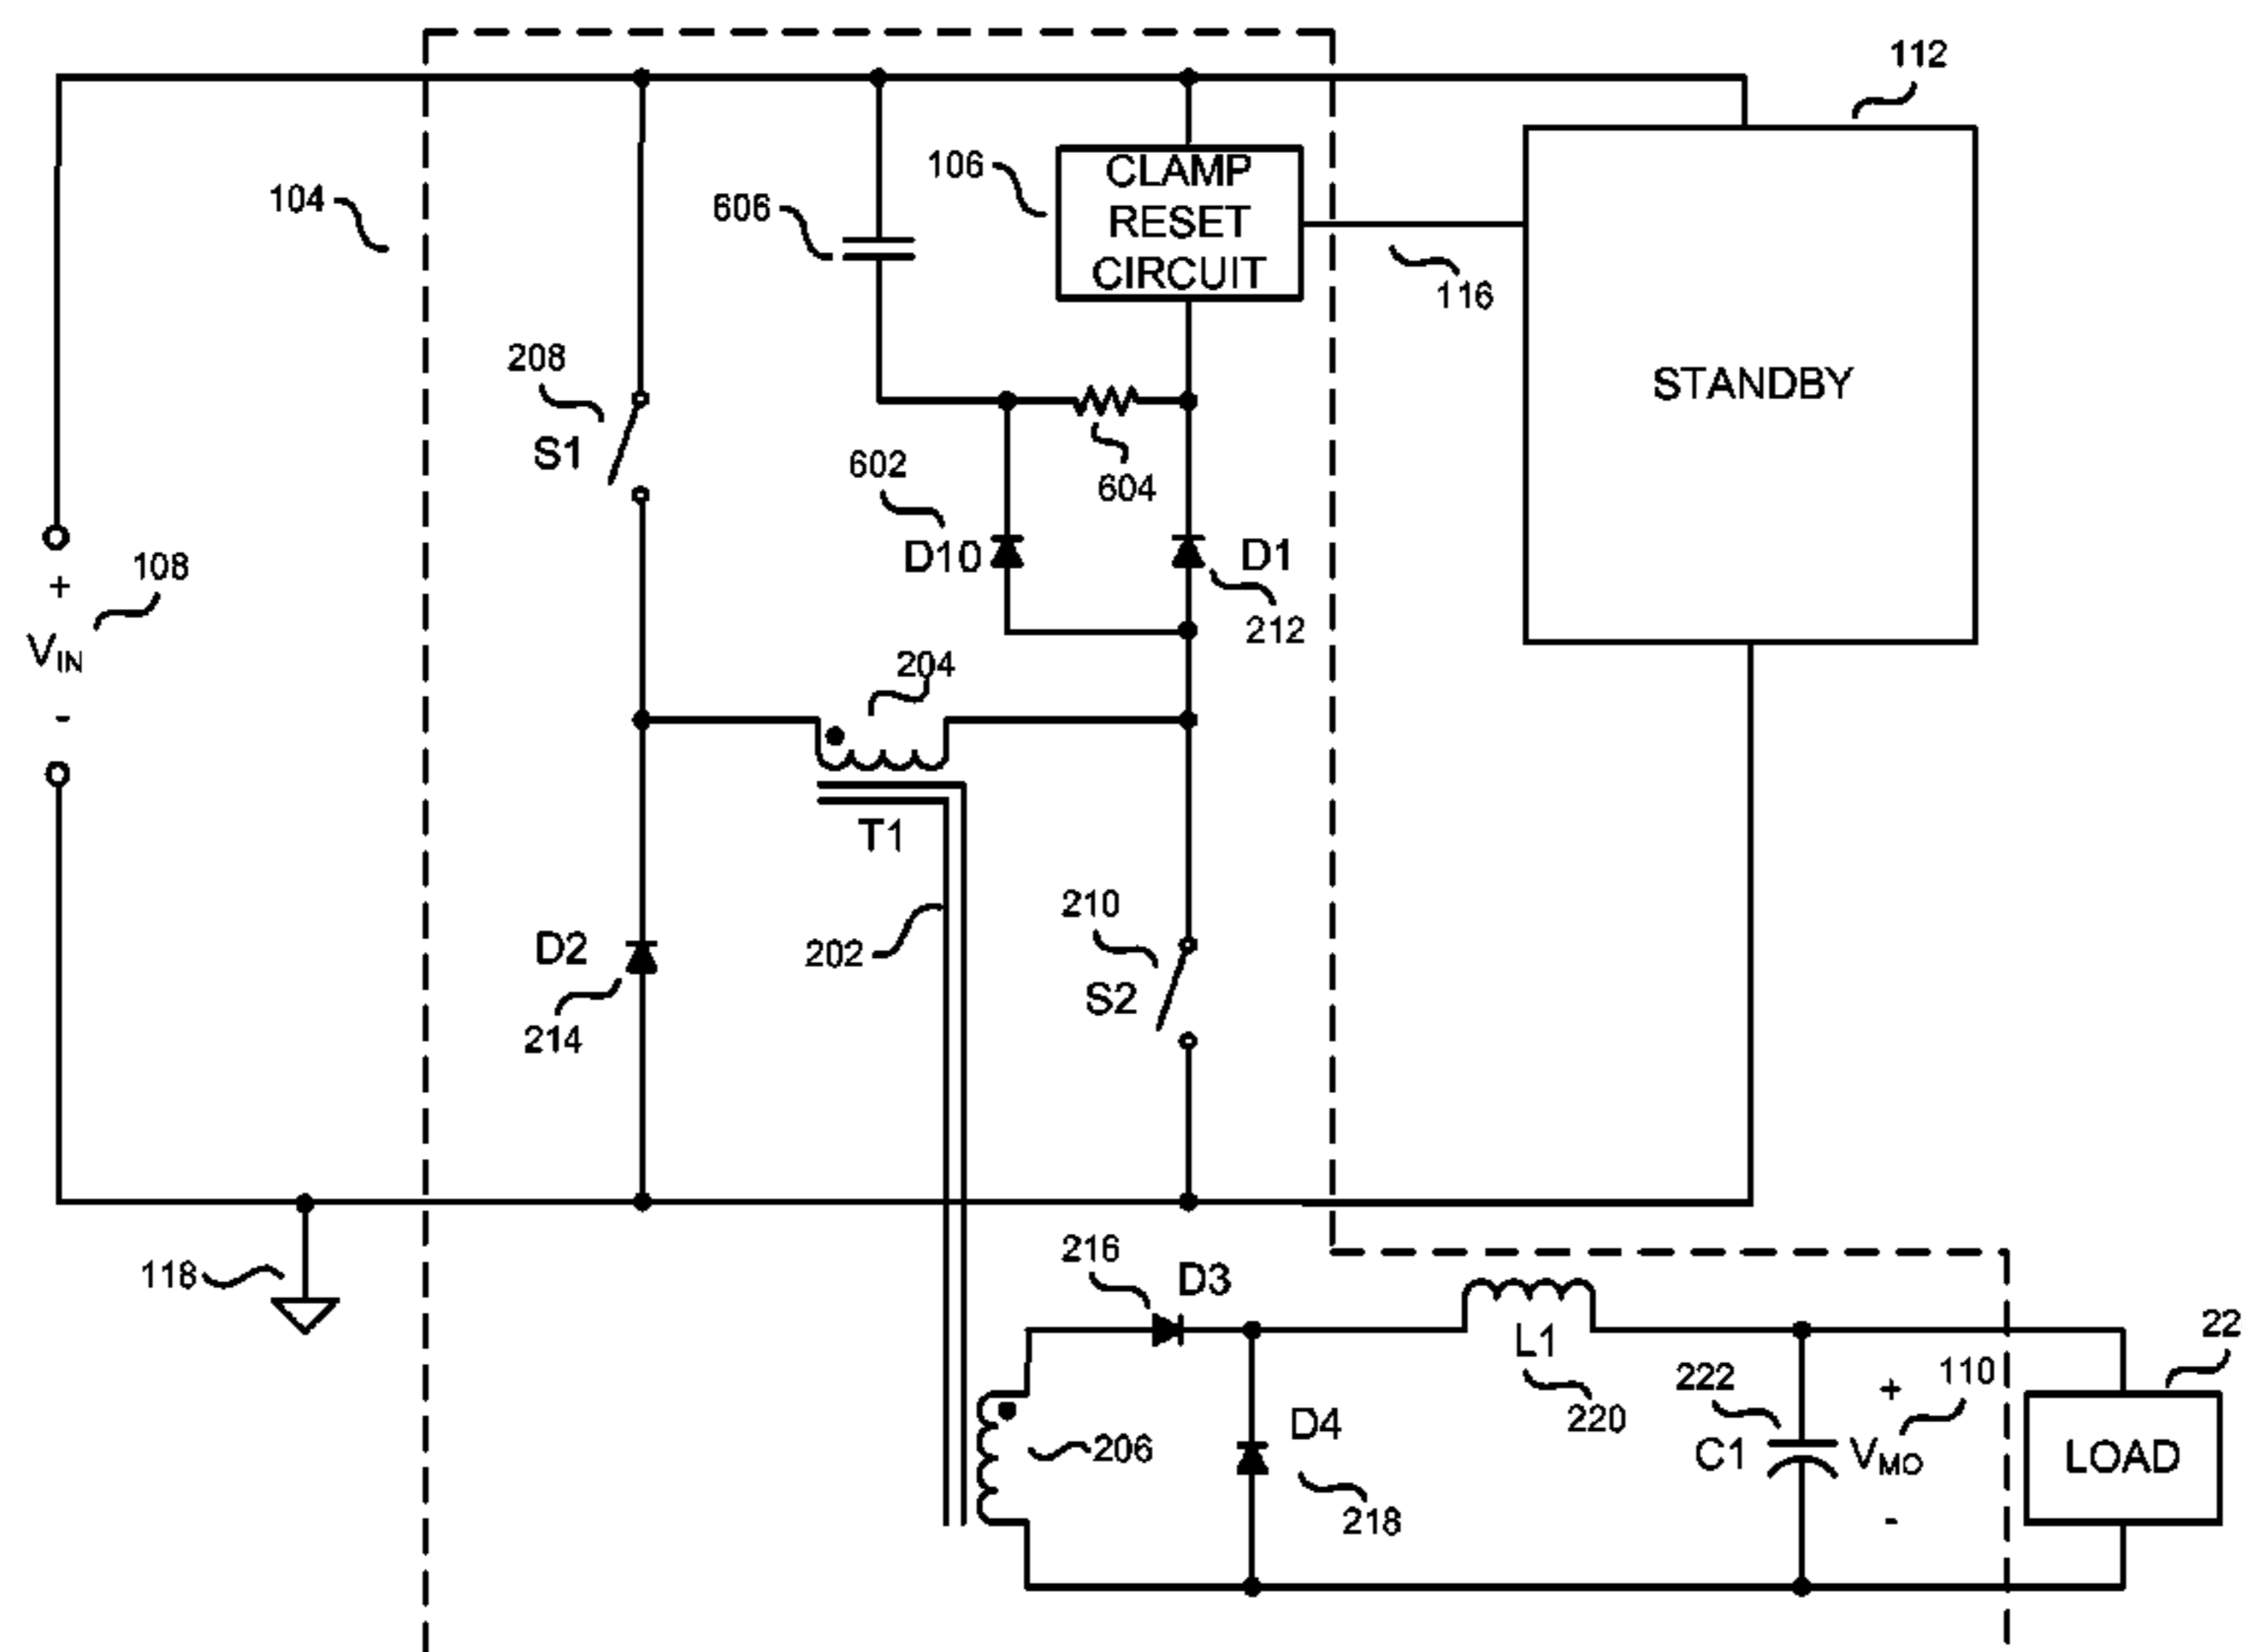 112
104
106
CLAMP
RESET
CIRCUIT
606
116
208
S1
STANDBY
602
604
D10
D1
212
+
108
VIN
-
204
T1
210
202
D2
S2
214
118
216
D3
22
L1
220
222
+
110
206
D4
C1
VMO
LOAD
218
-